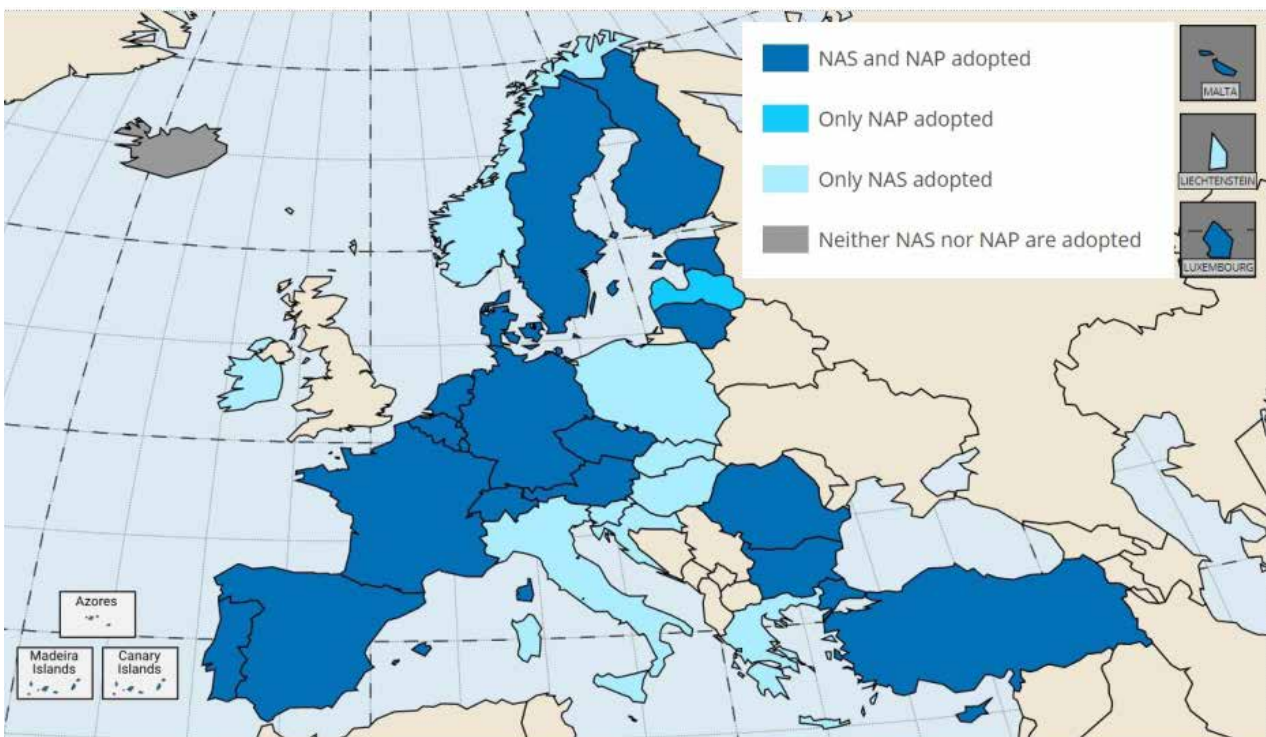 NAS and NAP adopted
Only NAP adopted
Only NAS adopted
Neither NAS nor NAP are adopted
MALTA
LIECHTENSTEIN
LUXEMBOURG
Azores
Madeira
Islands
Canary
Islands